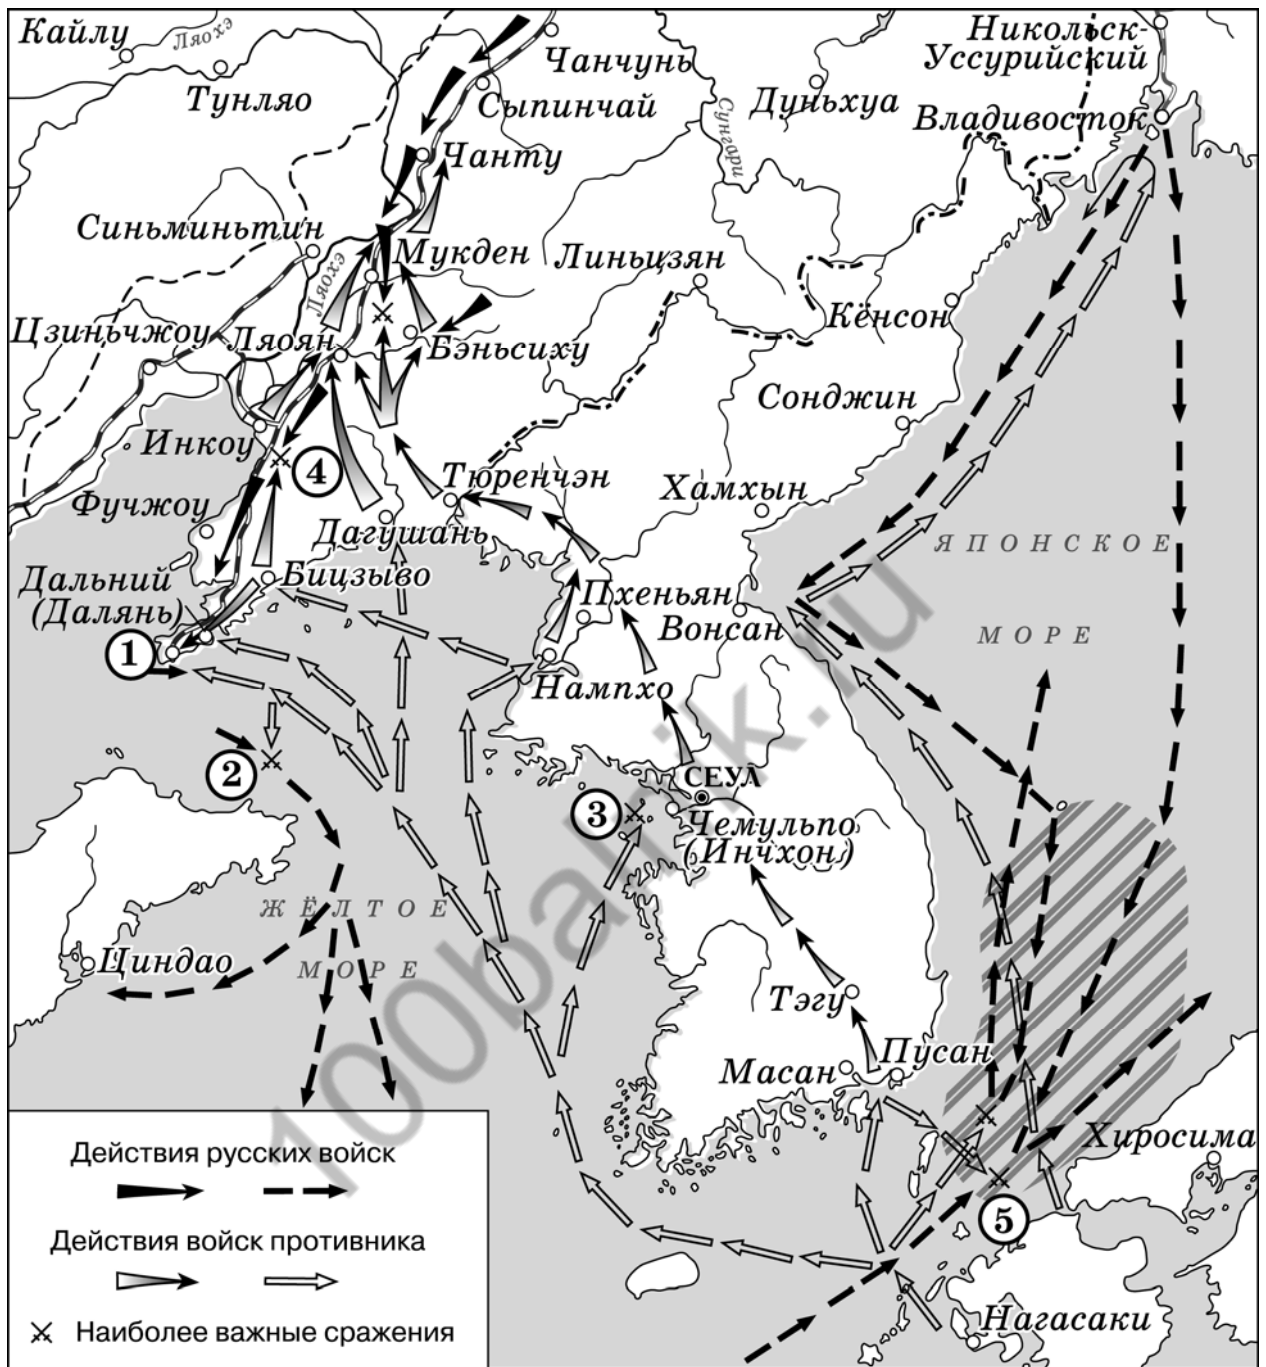 Кайлу
Ляохэ
Тунляо
Чанчунь
Сыпинчай
Чанту
Сунгари
Дуньхуа
Никольск-
Уссурийский
Владивосток
Синьминьтин
Ляохэ
Мукден
Линьцзян
Кёнсон
Цзиньчжоу
Ляоян
Бэньсиху
Сонджин
Инкоу
4
Тюренчэн
Хамхын
Фучжоу
Дагушань
ЯПОНСКОЕ
МОРЕ
Дальний
(Далянь)
Бицзыво
Пхеньян
Вонсан
1
Нампхо
2
СЕУЛ
3
Чемульпо
(Инчхон)
ЖЁЛТОЕ
МОРЕ
Циндао
Тэгу
Масан
Пусан
Хиросима
5
Нагасаки
Действия русских войск
Действия войск противника
Наиболее важные сражения
100balnik.ru